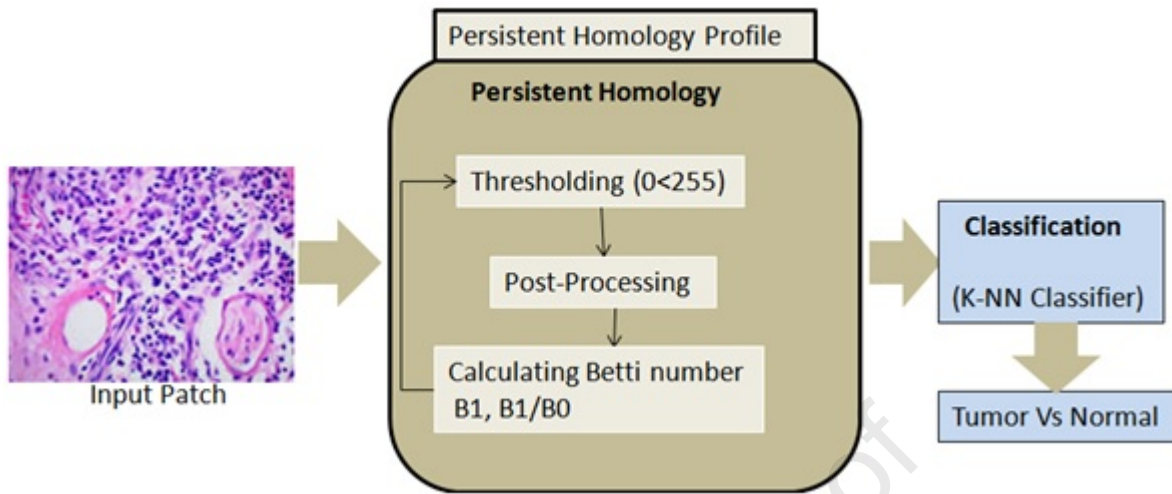 Persistent Homology Profile
Persistent Homology
Thresholding (0<255)
Post-Processing
Calculating Betti number
B1, B1/B0
Input Patch
Classification
(K-NN Classifier)
Tumor Vs Normal
of